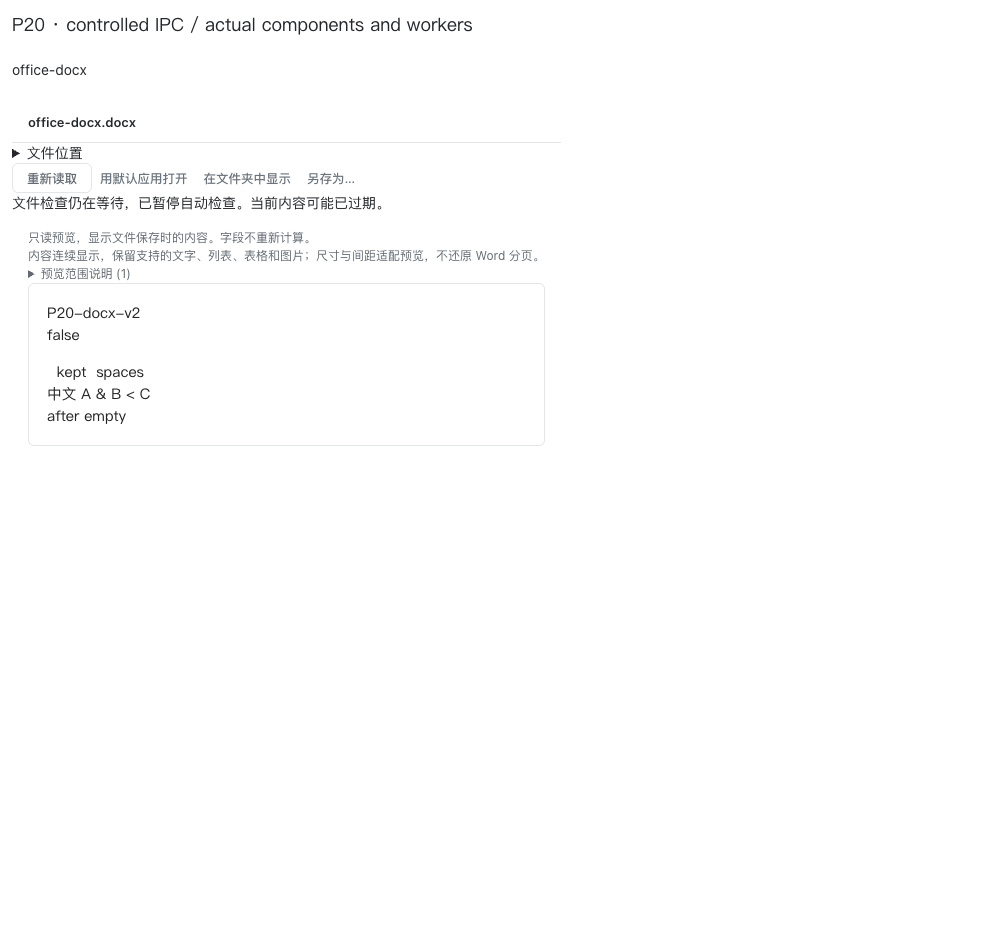 P20 · controlled IPC / actual components and workers
office-docx
office-docx.docx
▶ 文件位置
重新读取 用默认应用打开 在文件夹中显示 另存为...
文件检查仍在等待，已暂停自动检查。当前内容可能已过期。
只读预览，显示文件保存时的内容。字段不重新计算。
内容连续显示，保留支持的文字、列表、表格和图片；尺寸与间距适配预览，不还原 Word 分页。
▶ 预览范围说明 (1)
P20-docx-v2
false
  kept  spaces
中文 A & B < C
after empty